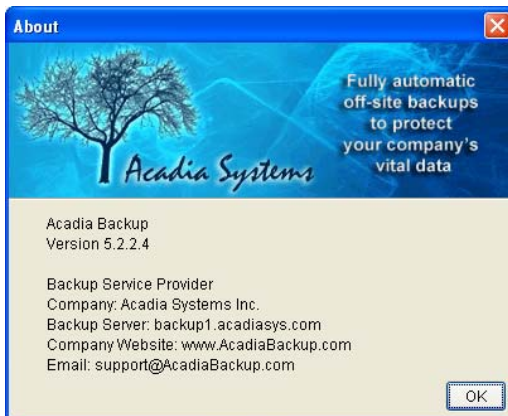 About
Acadia Systems
Fully automatic
off-site backups
to protect
your company's
vital data
Acadia Backup
Version 5.2.2.4
Backup Service Provider
Company: Acadia Systems Inc.
Backup Server: backup1.acadiasys.com
Company Website: www.AcadiaBackup.com
Email: support@AcadiaBackup.com
OK